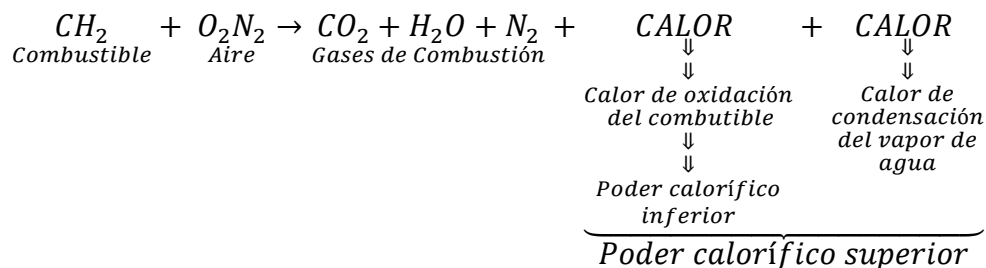 CH₂ + O₂N₂ → CO₂ + H₂O + N₂ + CALOR + CALOR
Combustible Aire Gases de Combustión ⇓ ⇓
⇓ ⇓
Calor de oxidación Calor de
del combutible condensación
⇓ del vapor de
⇓ agua
Poder calorífico
inferior
Poder calorífico superior